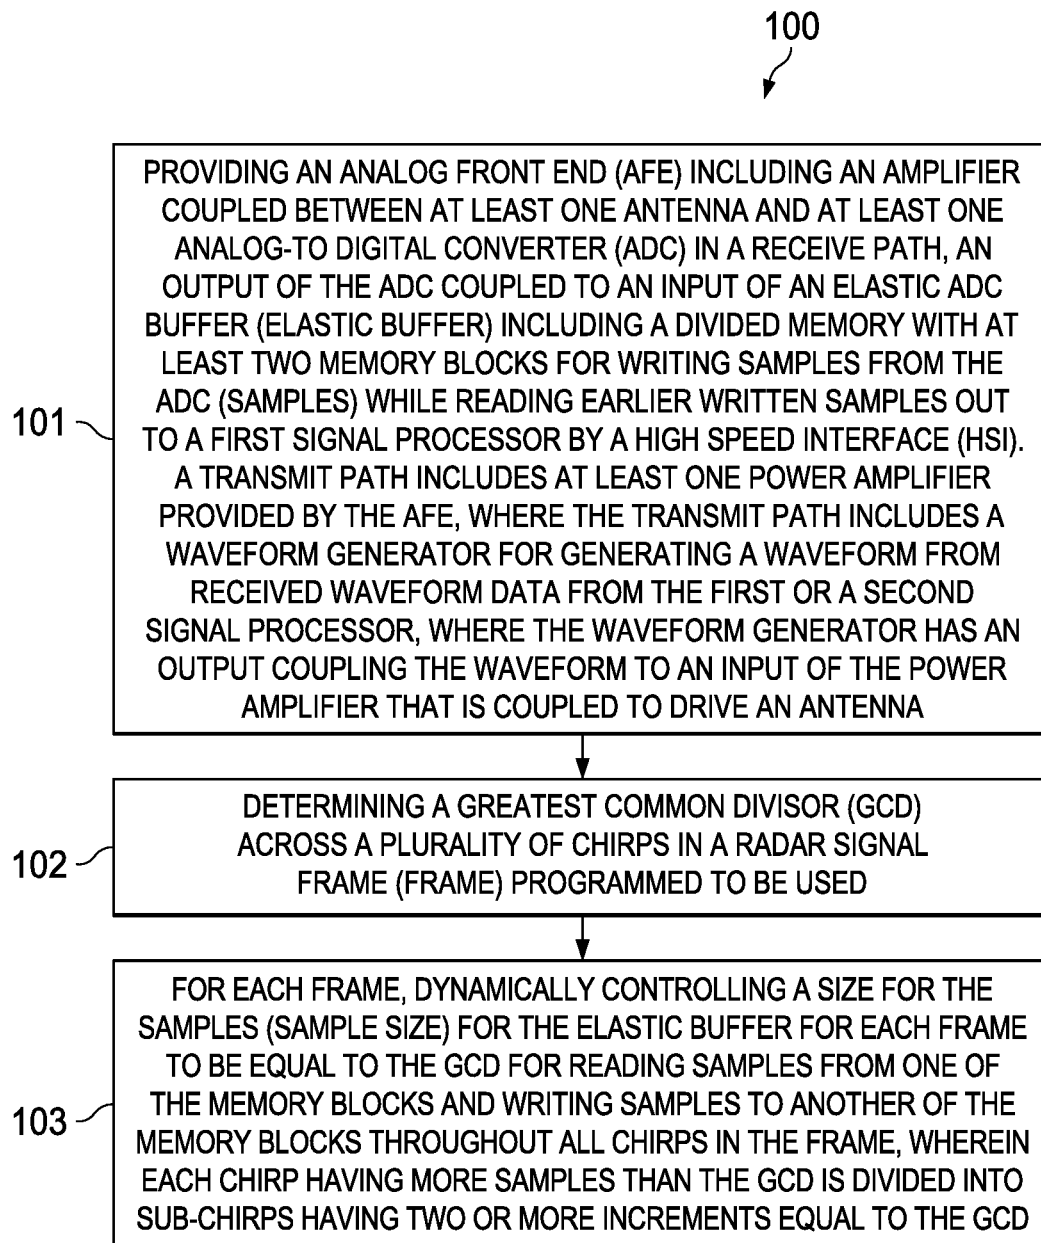 100
PROVIDING AN ANALOG FRONT END (AFE) INCLUDING AN AMPLIFIER
COUPLED BETWEEN AT LEAST ONE ANTENNA AND AT LEAST ONE
ANALOG-TO DIGITAL CONVERTER (ADC) IN A RECEIVE PATH, AN
OUTPUT OF THE ADC COUPLED TO AN INPUT OF AN ELASTIC ADC
BUFFER (ELASTIC BUFFER) INCLUDING A DIVIDED MEMORY WITH AT
LEAST TWO MEMORY BLOCKS FOR WRITING SAMPLES FROM THE
ADC (SAMPLES) WHILE READING EARLIER WRITTEN SAMPLES OUT
TO A FIRST SIGNAL PROCESSOR BY A HIGH SPEED INTERFACE (HSI).
A TRANSMIT PATH INCLUDES AT LEAST ONE POWER AMPLIFIER
PROVIDED BY THE AFE, WHERE THE TRANSMIT PATH INCLUDES A
WAVEFORM GENERATOR FOR GENERATING A WAVEFORM FROM
RECEIVED WAVEFORM DATA FROM THE FIRST OR A SECOND
SIGNAL PROCESSOR, WHERE THE WAVEFORM GENERATOR HAS AN
OUTPUT COUPLING THE WAVEFORM TO AN INPUT OF THE POWER
AMPLIFIER THAT IS COUPLED TO DRIVE AN ANTENNA
101
DETERMINING A GREATEST COMMON DIVISOR (GCD)
ACROSS A PLURALITY OF CHIRPS IN A RADAR SIGNAL
FRAME (FRAME) PROGRAMMED TO BE USED
102
FOR EACH FRAME, DYNAMICALLY CONTROLLING A SIZE FOR THE
SAMPLES (SAMPLE SIZE) FOR THE ELASTIC BUFFER FOR EACH FRAME
TO BE EQUAL TO THE GCD FOR READING SAMPLES FROM ONE OF
THE MEMORY BLOCKS AND WRITING SAMPLES TO ANOTHER OF THE
MEMORY BLOCKS THROUGHOUT ALL CHIRPS IN THE FRAME, WHEREIN
EACH CHIRP HAVING MORE SAMPLES THAN THE GCD IS DIVIDED INTO
SUB-CHIRPS HAVING TWO OR MORE INCREMENTS EQUAL TO THE GCD
103